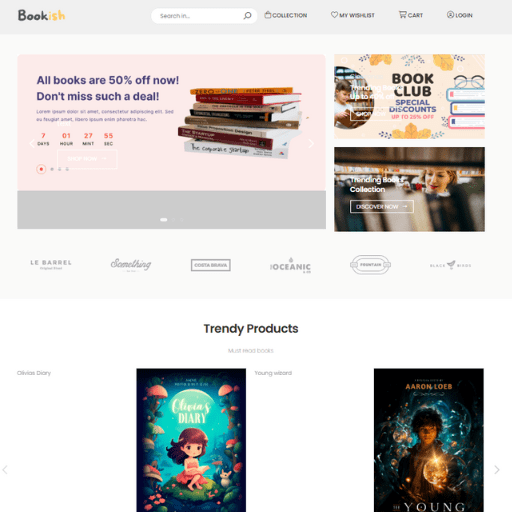 Bookish
Search in...
COLLECTION
MY WISHLIST
CART
LOGIN
All books are 50% off now!
Don't miss such a deal!
Lorem ipsum dolor sit amet, consectetur adipiscing elit. Sed
eu feugiat amet, libero ipsum enim pharetra hac.
7 01 27 55
DAYS HOUR MINT SEC
SHOP NOW
The corporate startup
BOOK
CLUB
SPECIAL
DISCOUNTS
UP TO 25% OFF
Trending Books
Collection
DISCOVER NOW
LE BARREL
Something
COSTA BRAVA
OCEANIC
FOUNTAIN
BLACK BIRDS
Trendy Products
Must read books
Olivias Diary
Young wizard
Olivia's
DIARY
AARON LOEB
OF YOUNG